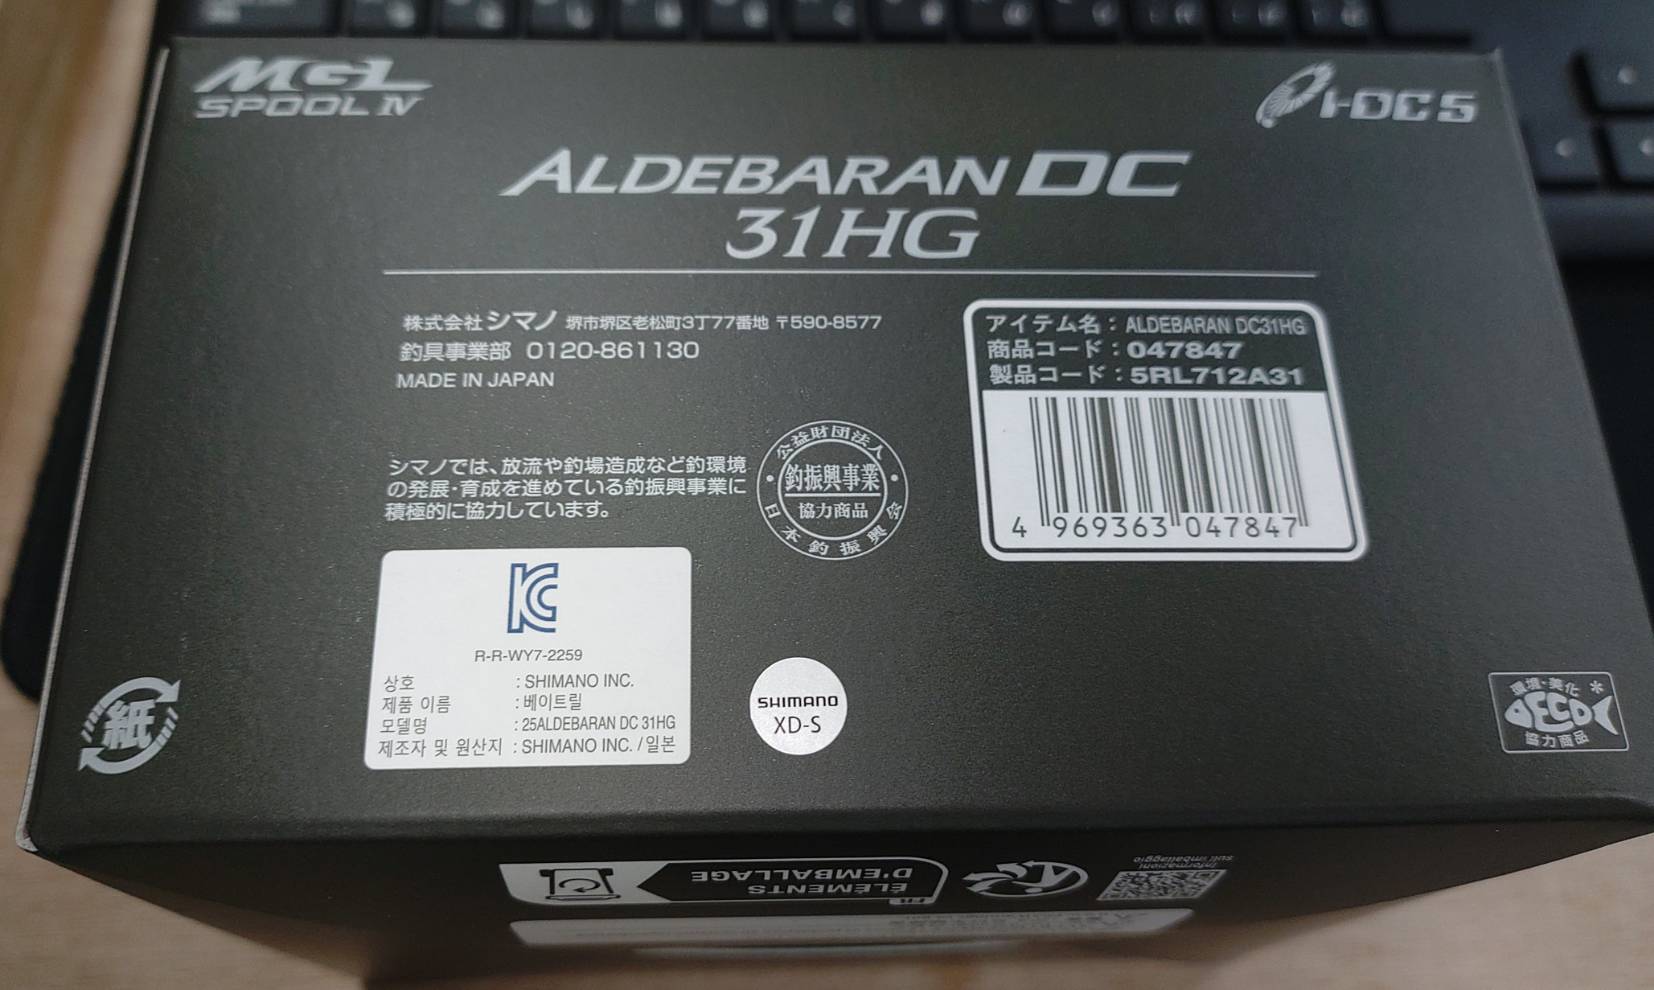 MGL
SPOOL IV
I-DC5
ALDEBARAN DC
31HG
株式会社 シマノ 堺市堺区老松町3丁77番地 〒590-8577
釣具事業部 0120-861130
MADE IN JAPAN
アイテム名：ALDEBARAN DC31HG
商品コード：047847
製品コード：5RL712A31
4 969363 047847
シマノでは、放流や釣場造成など釣環境
の発展・育成を進めている釣振興事業に
積極的に協力しています。
公益財団法人
釣振興事業
協力商品
日本釣振興会
KC
R-R-WY7-2259
상호 : SHIMANO INC.
제품 이름 : 베이트릴
모델명 : 25ALDEBARAN DC 31HG
제조자 및 원산지 : SHIMANO INC. / 일본
SHIMANO
XD-S
紙
環境・美化
DECO
協力商品
FR
ÉLÉMENTS
D'EMBALLAGE
Informazioni
sull'imballaggio